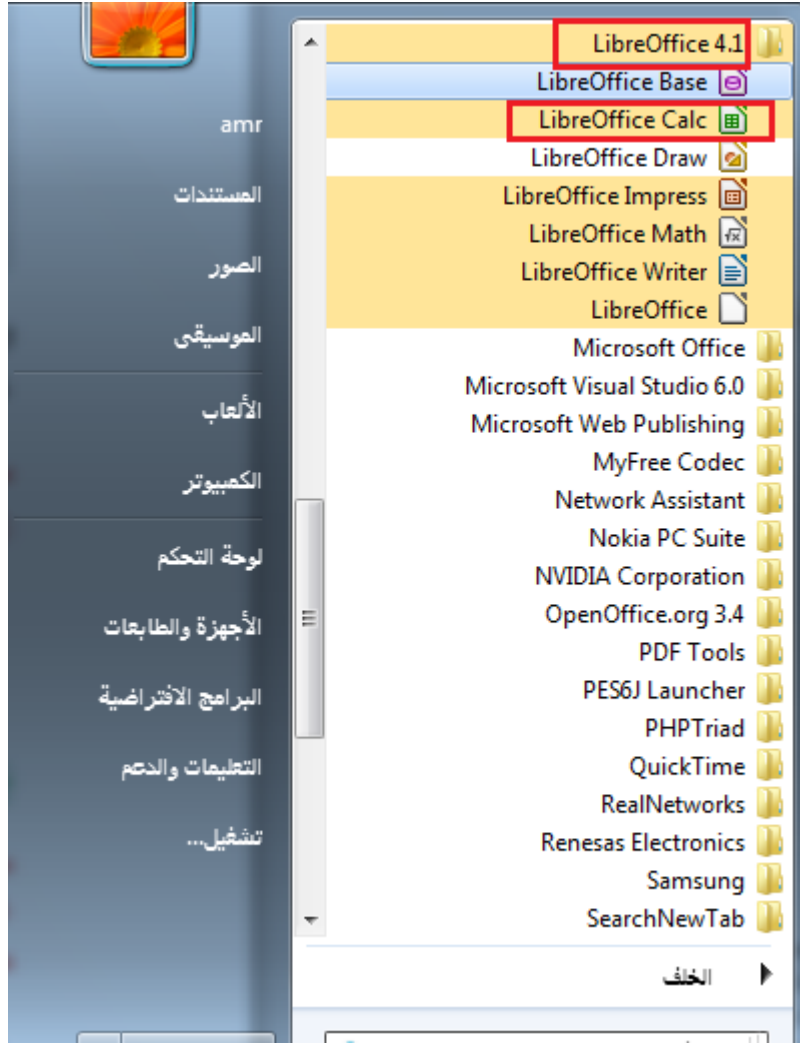 LibreOffice 4.1
LibreOffice Base
LibreOffice Calc
LibreOffice Draw
LibreOffice Impress
LibreOffice Math
LibreOffice Writer
LibreOffice
Microsoft Office
Microsoft Visual Studio 6.0
Microsoft Web Publishing
MyFree Codec
Network Assistant
Nokia PC Suite
NVIDIA Corporation
OpenOffice.org 3.4
PDF Tools
PES6J Launcher
PHPTriad
QuickTime
RealNetworks
Renesas Electronics
Samsung
SearchNewTab
الخلف
amr
المستندات
الصور
الموسيقى
الألعاب
الكمبيوتر
لوحة التحكم
الأجهزة والطابعات
البرامج الافتراضية
التعليمات والدعم
تشغيل...